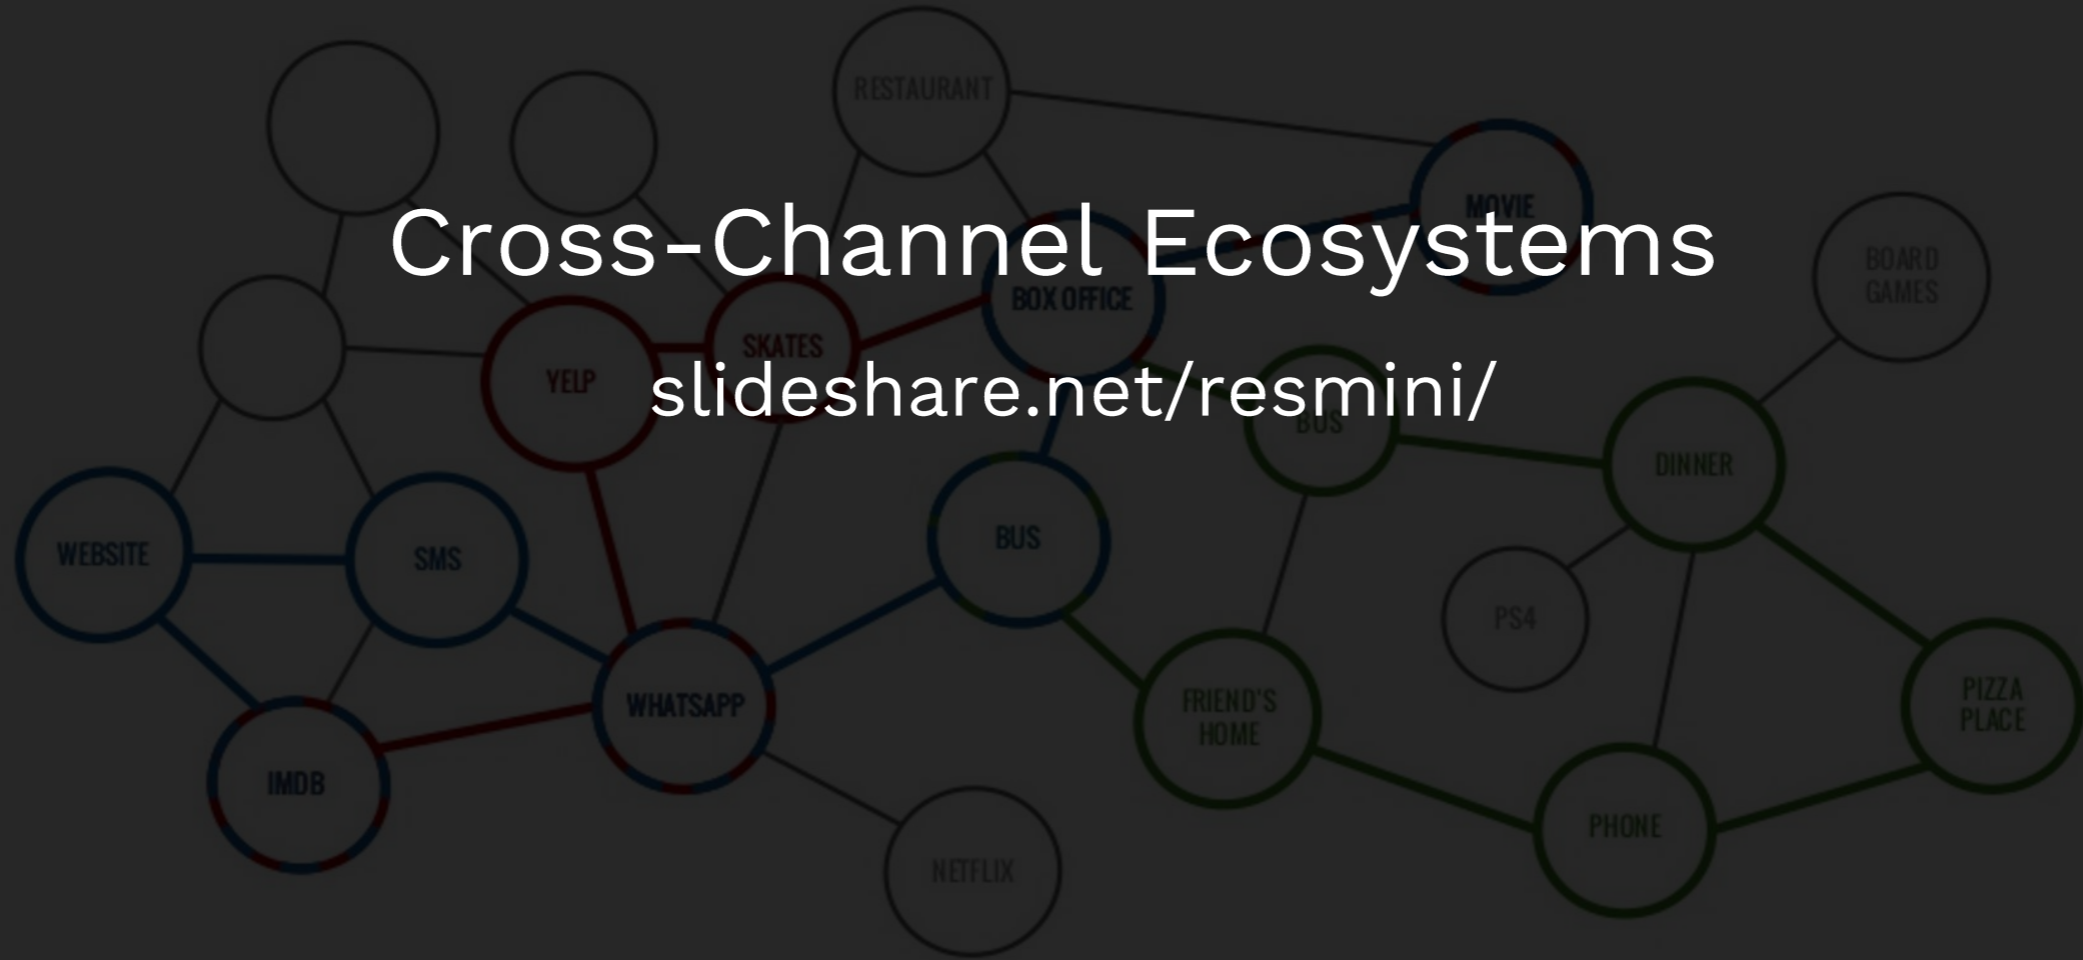 RESTAURANT
MOVIE
Cross-Channel Ecosystems
BOARD
GAMES
BOX OFFICE
SKATES
YELP
slideshare.net/resmini/
BUS
DINNER
WEBSITE
SMS
BUS
PS4
WHATSAPP
FRIEND'S
HOME
PIZZA
PLACE
IMDB
PHONE
NETFLIX